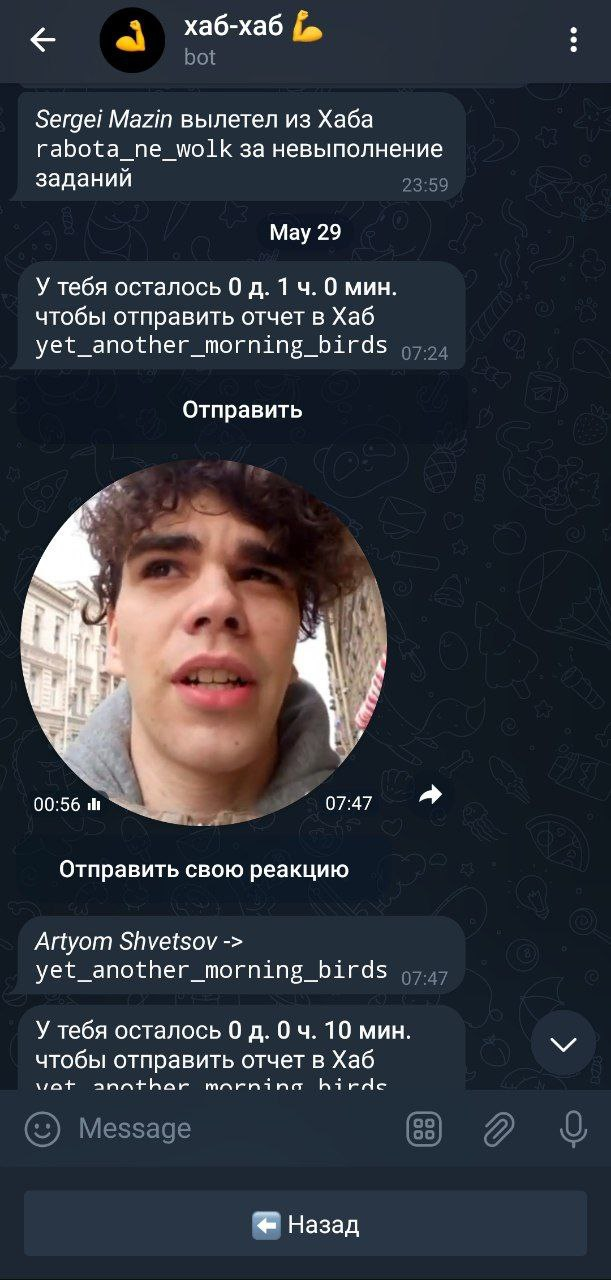 хаб-хаб 💪
bot
Sergei Mazin вылетел из Хаба
rabota_ne_wolk за невыполнение
заданий
23:59
May 29
У тебя осталось 0 д. 1 ч. 0 мин.
чтобы отправить отчет в Хаб
yet_another_morning_birds 07:24
Отправить
00:56
07:47
Отправить свою реакцию
Artyom Shvetsov ->
yet_another_morning_birds 07:47
У тебя осталось 0 д. 0 ч. 10 мин.
чтобы отправить отчет в Хаб
yet_another_morning_birds
Message
Назад